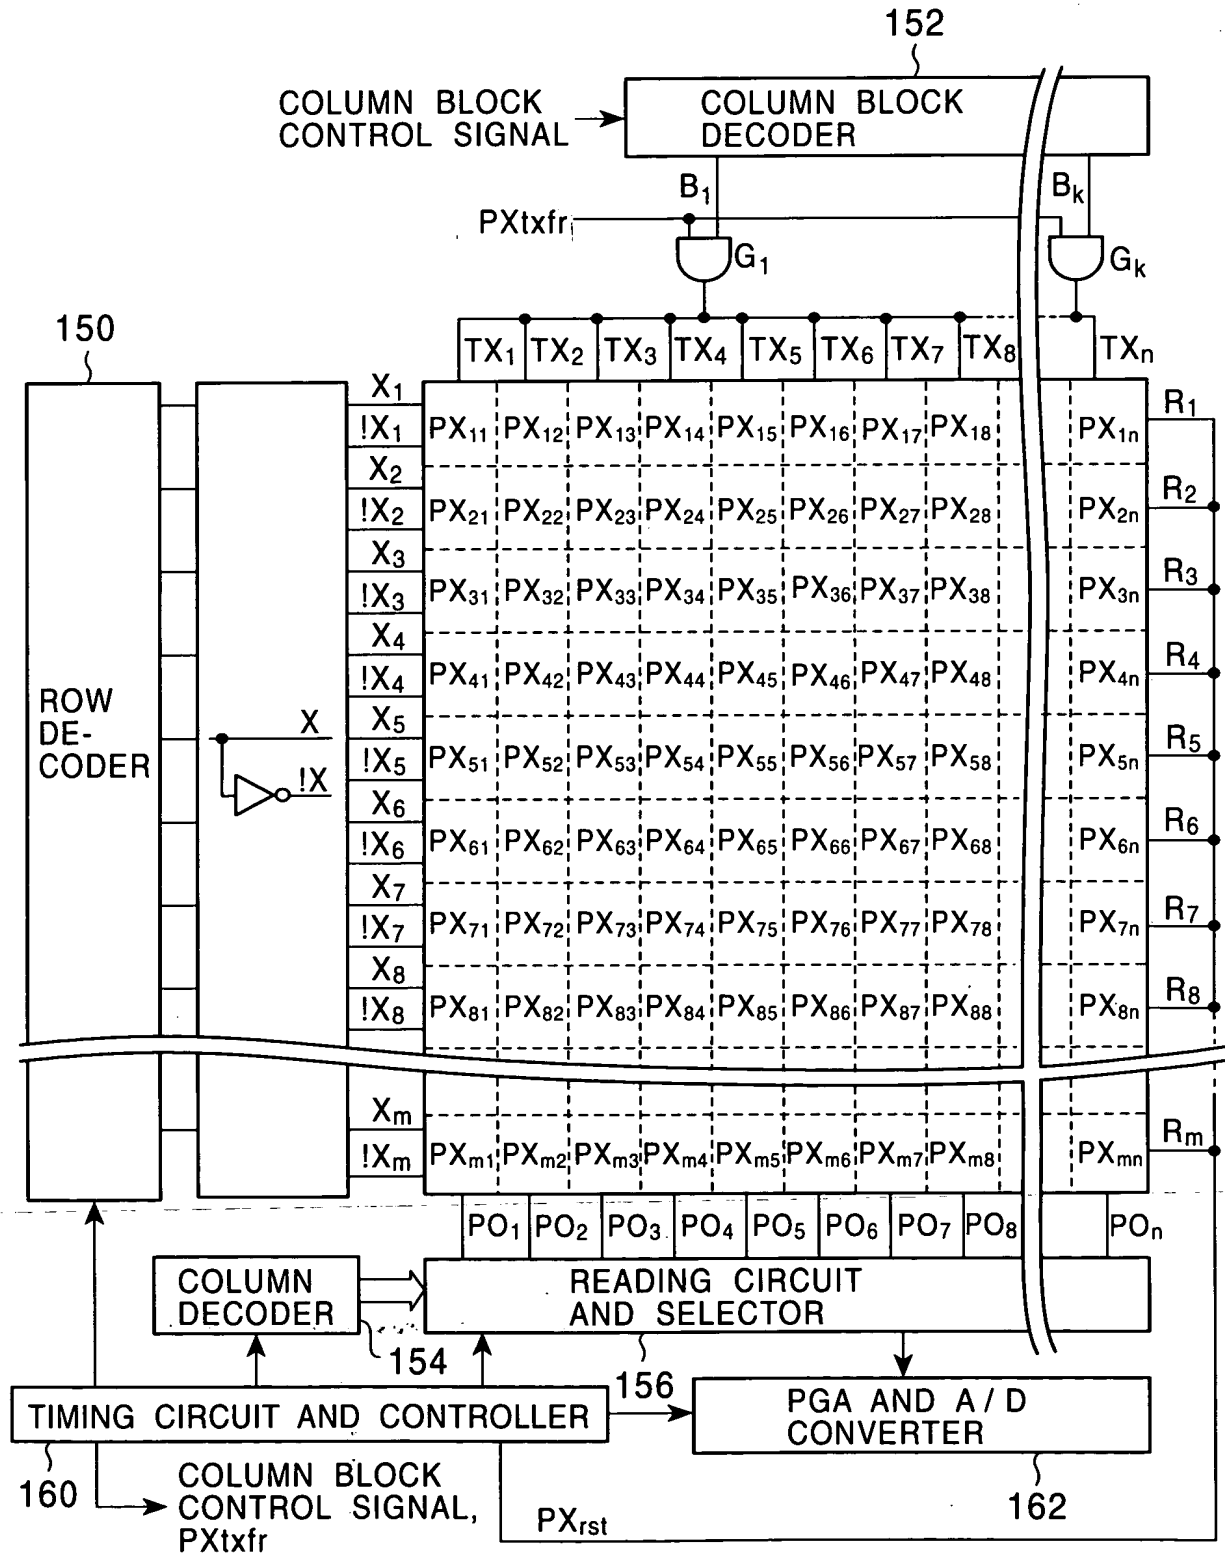 152
COLUMN BLOCK
CONTROL SIGNAL
COLUMN BLOCK
DECODER
B1 Bk
PXtxfr
G1 Gk
150
TX1 TX2 TX3 TX4 TX5 TX6 TX7 TX8 TXn
X1 R1
!X1 PX11 PX12 PX13 PX14 PX15 PX16 PX17 PX18 PX1n
X2 R2
!X2 PX21 PX22 PX23 PX24 PX25 PX26 PX27 PX28 PX2n
X3 R3
!X3 PX31 PX32 PX33 PX34 PX35 PX36 PX37 PX38 PX3n
X4 R4
!X4 PX41 PX42 PX43 PX44 PX45 PX46 PX47 PX48 PX4n
ROW
DE-
CODER
X
!X
X5 R5
!X5 PX51 PX52 PX53 PX54 PX55 PX56 PX57 PX58 PX5n
X6 R6
!X6 PX61 PX62 PX63 PX64 PX65 PX66 PX67 PX68 PX6n
X7 R7
!X7 PX71 PX72 PX73 PX74 PX75 PX76 PX77 PX78 PX7n
X8 R8
!X8 PX81 PX82 PX83 PX84 PX85 PX86 PX87 PX88 PX8n
Xm Rm
!Xm PXm1 PXm2 PXm3 PXm4 PXm5 PXm6 PXm7 PXm8 PXmn
PO1 PO2 PO3 PO4 PO5 PO6 PO7 PO8 POn
COLUMN
DECODER
READING CIRCUIT
AND SELECTOR
154
156
TIMING CIRCUIT AND CONTROLLER
PGA AND A / D
CONVERTER
160
COLUMN BLOCK
CONTROL SIGNAL,
PXtxfr
PXrst
162